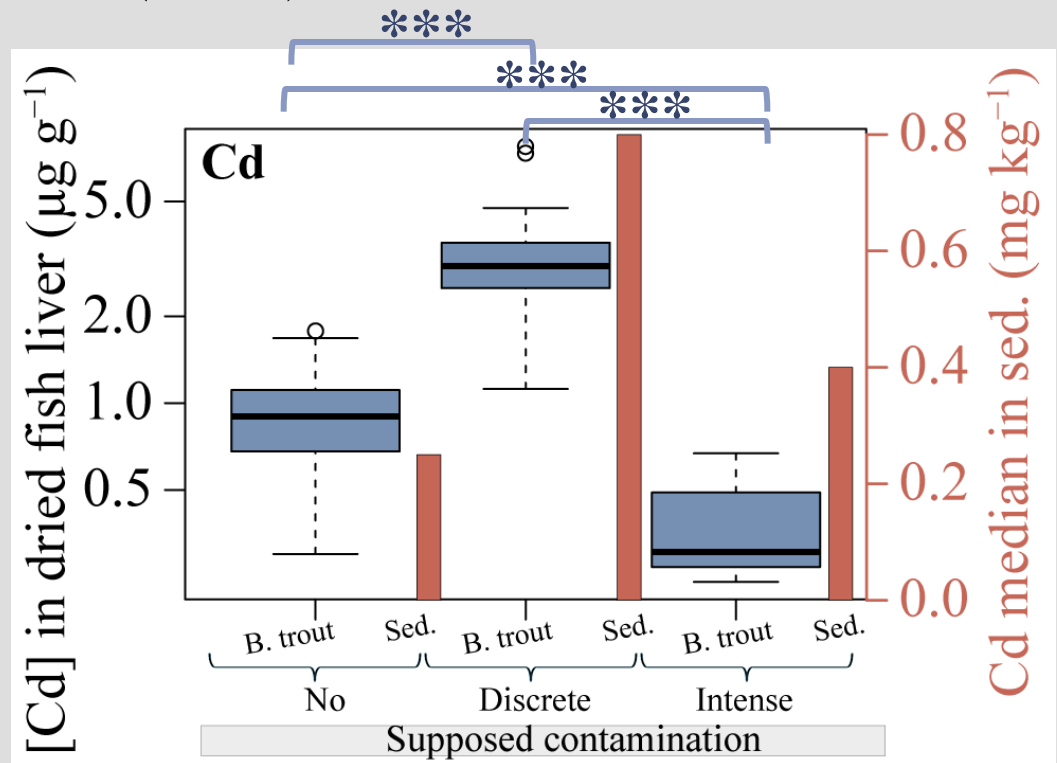 ***
***
***
Cd
[Cd] in dried fish liver (µg g⁻¹)
5.0
2.0
1.0
0.5
Cd median in sed. (mg kg⁻¹)
0.8
0.6
0.4
0.2
0.0
B. trout Sed. B. trout Sed. B. trout Sed.
No Discrete Intense
Supposed contamination